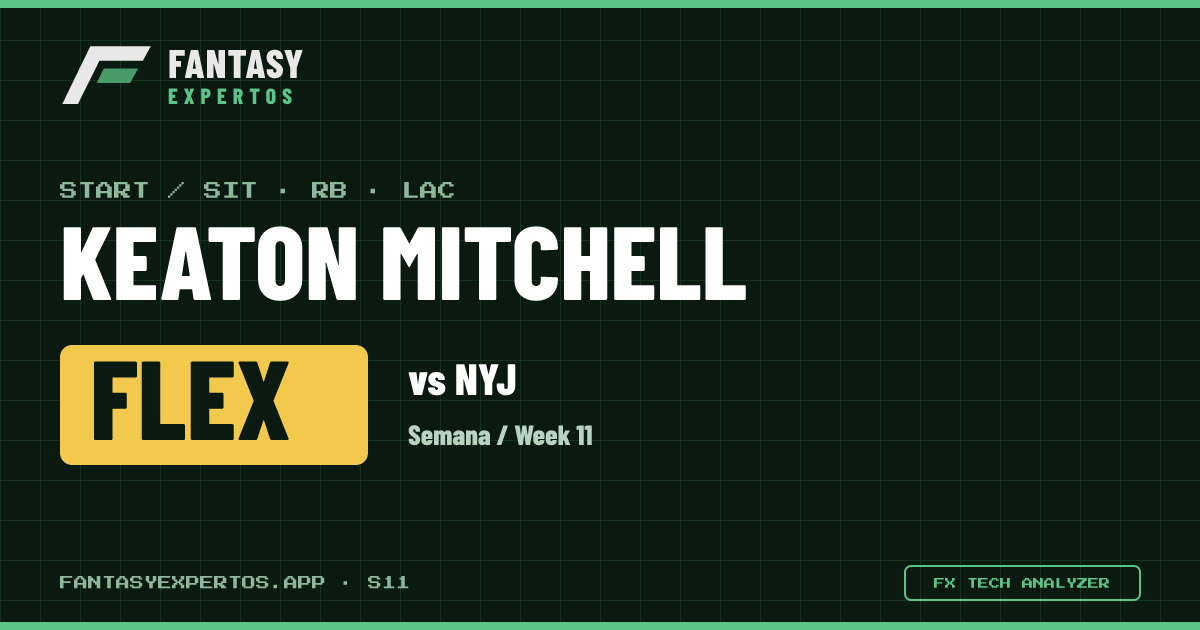 FANTASY
EXPERTOS
START / SIT · RB · LAC
KEATON MITCHELL
FLEX
vs NYJ
Semana / Week 11
FANTASYEXPERTOS.APP · S11
FX TECH ANALYZER